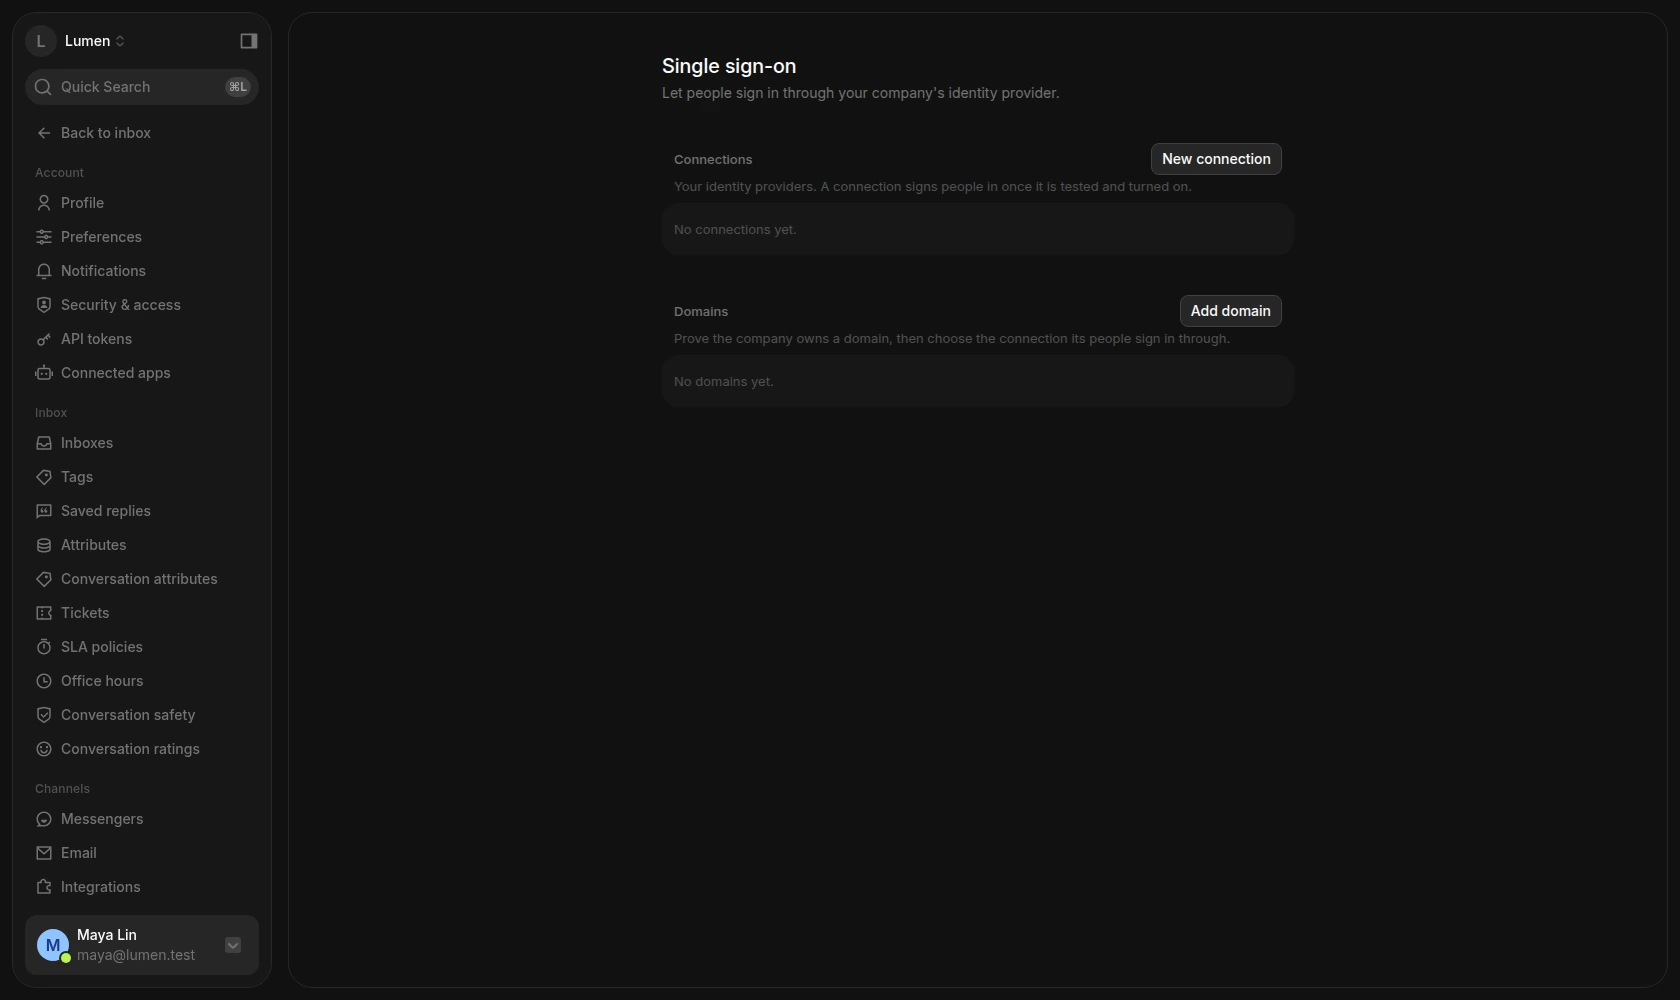 L
Lumen
Quick Search
⌘L
Back to inbox
Account
Profile
Preferences
Notifications
Security & access
API tokens
Connected apps
Inbox
Inboxes
Tags
Saved replies
Attributes
Conversation attributes
Tickets
SLA policies
Office hours
Conversation safety
Conversation ratings
Channels
Messengers
Email
Integrations
M
Maya Lin
maya@lumen.test
Single sign-on
Let people sign in through your company's identity provider.
Connections
New connection
Your identity providers. A connection signs people in once it is tested and turned on.
No connections yet.
Domains
Add domain
Prove the company owns a domain, then choose the connection its people sign in through.
No domains yet.